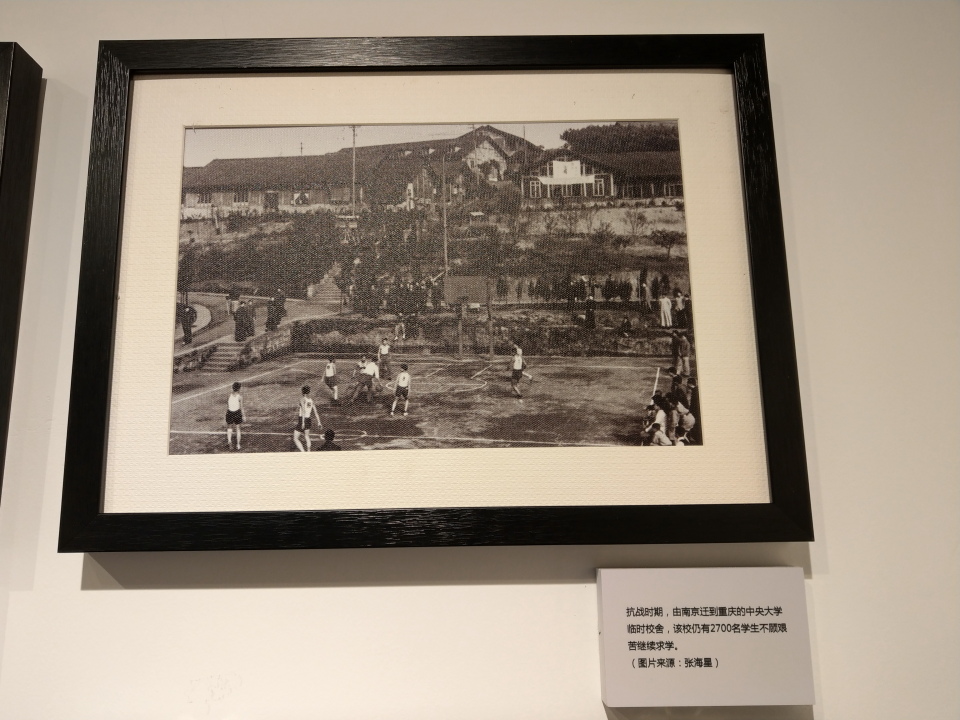 抗战时期，由南京迁到重庆的中央大学
临时校舍，该校仍有2700名学生不顾艰
苦继续求学。
（图片来源：张海星）